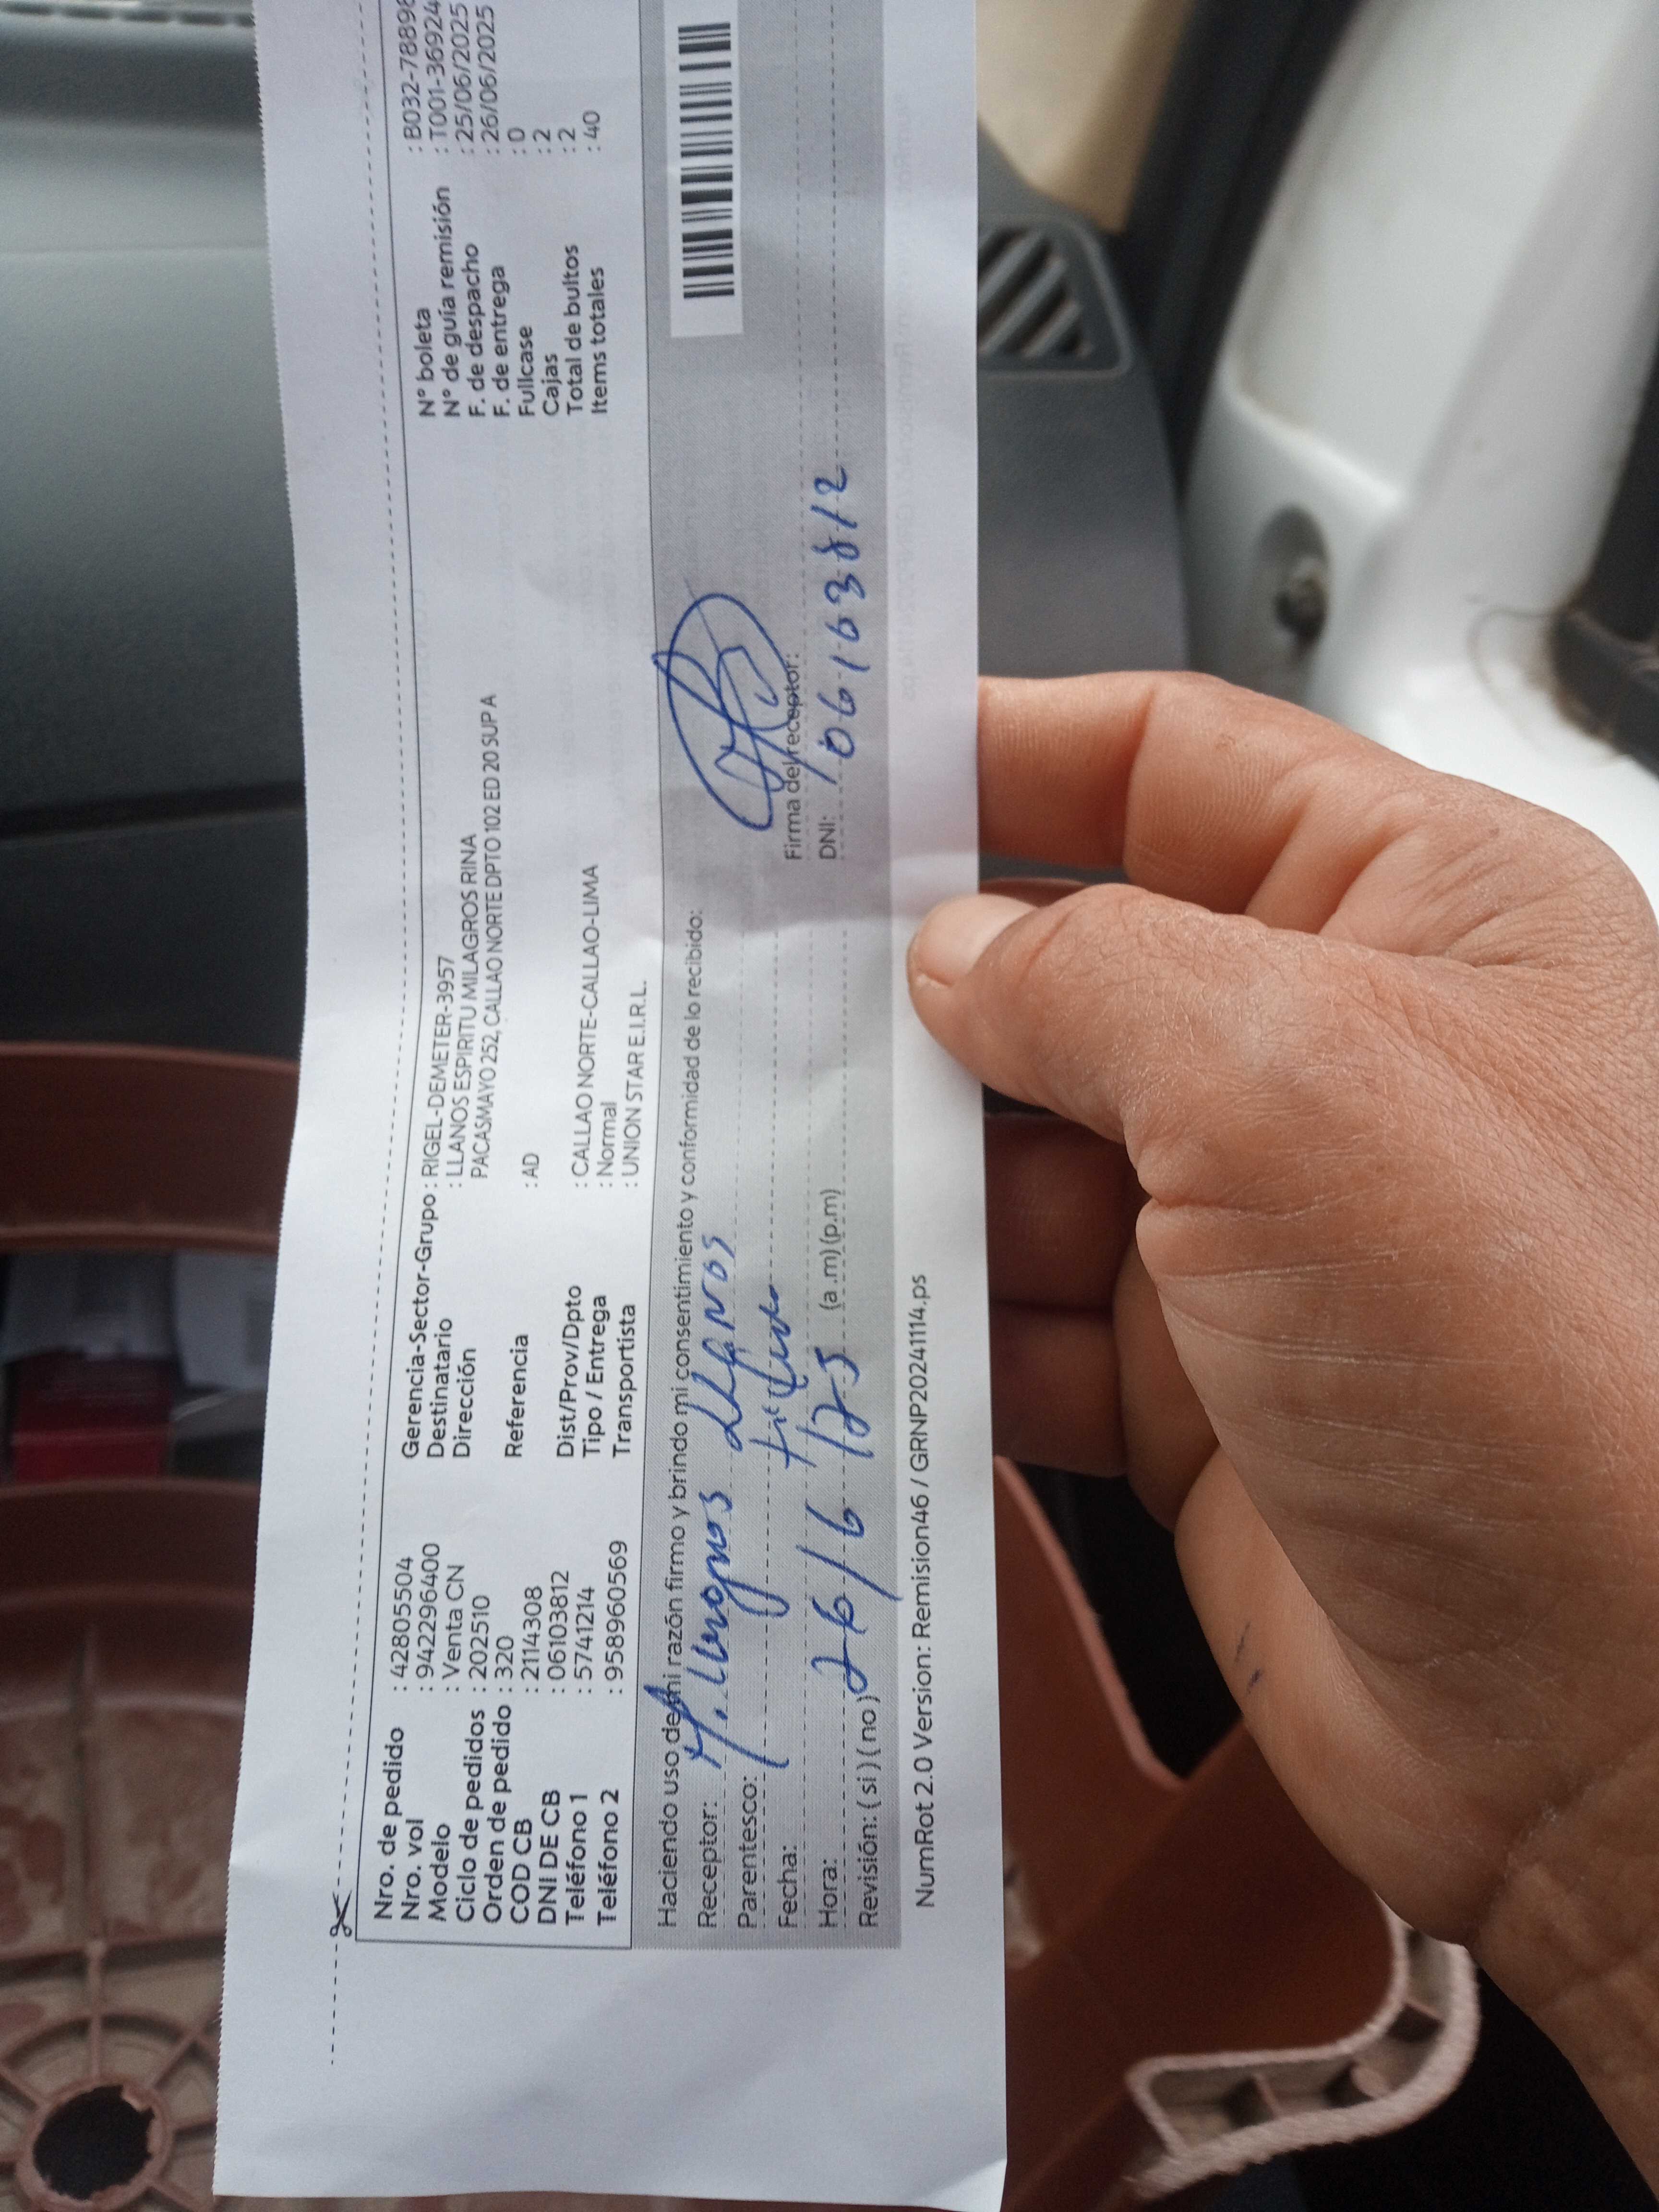 Nro. de pedido : 42805504
Nro. vol : 942296400
Modelo : Venta CN
Ciclo de pedidos : 202510
Orden de pedido : 320
COD CB : 2114308
DNI DE CB : 06103812
Teléfono 1 : 5741214
Teléfono 2 : 958960569
Gerencia-Sector-Grupo : RIGEL-DEMETER-3957
Destinatario : LLANOS ESPIRITU MILAGROS RINA
Dirección PACASMAYO 252, CALLAO NORTE DPTO 102 ED 20 SUP A
Referencia : AD
Dist/Prov/Dpto : CALLAO NORTE-CALLAO-LIMA
Tipo / Entrega : Normal
Transportista : UNION STAR E.I.R.L.
N° boleta : B032-78898
N° de guía remisión : T001-36924
F. de despacho : 25/06/2025
F. de entrega : 26/06/2025
Fullcase : 0
Cajas : 2
Total de bultos : 2
Items totales : 40
Haciendo uso de mi razón firmo y brindo mi consentimiento y conformidad de lo recibido:
Receptor: Milagros Llanos
Parentesco: titular
Fecha: 26/6/25
Hora: (a.m) (p.m)
Revisión: ( si ) ( no )
Firma del receptor:
DNI: 06163812
NumRot 2.0 Version: Remision46 / GRNP20241114.ps